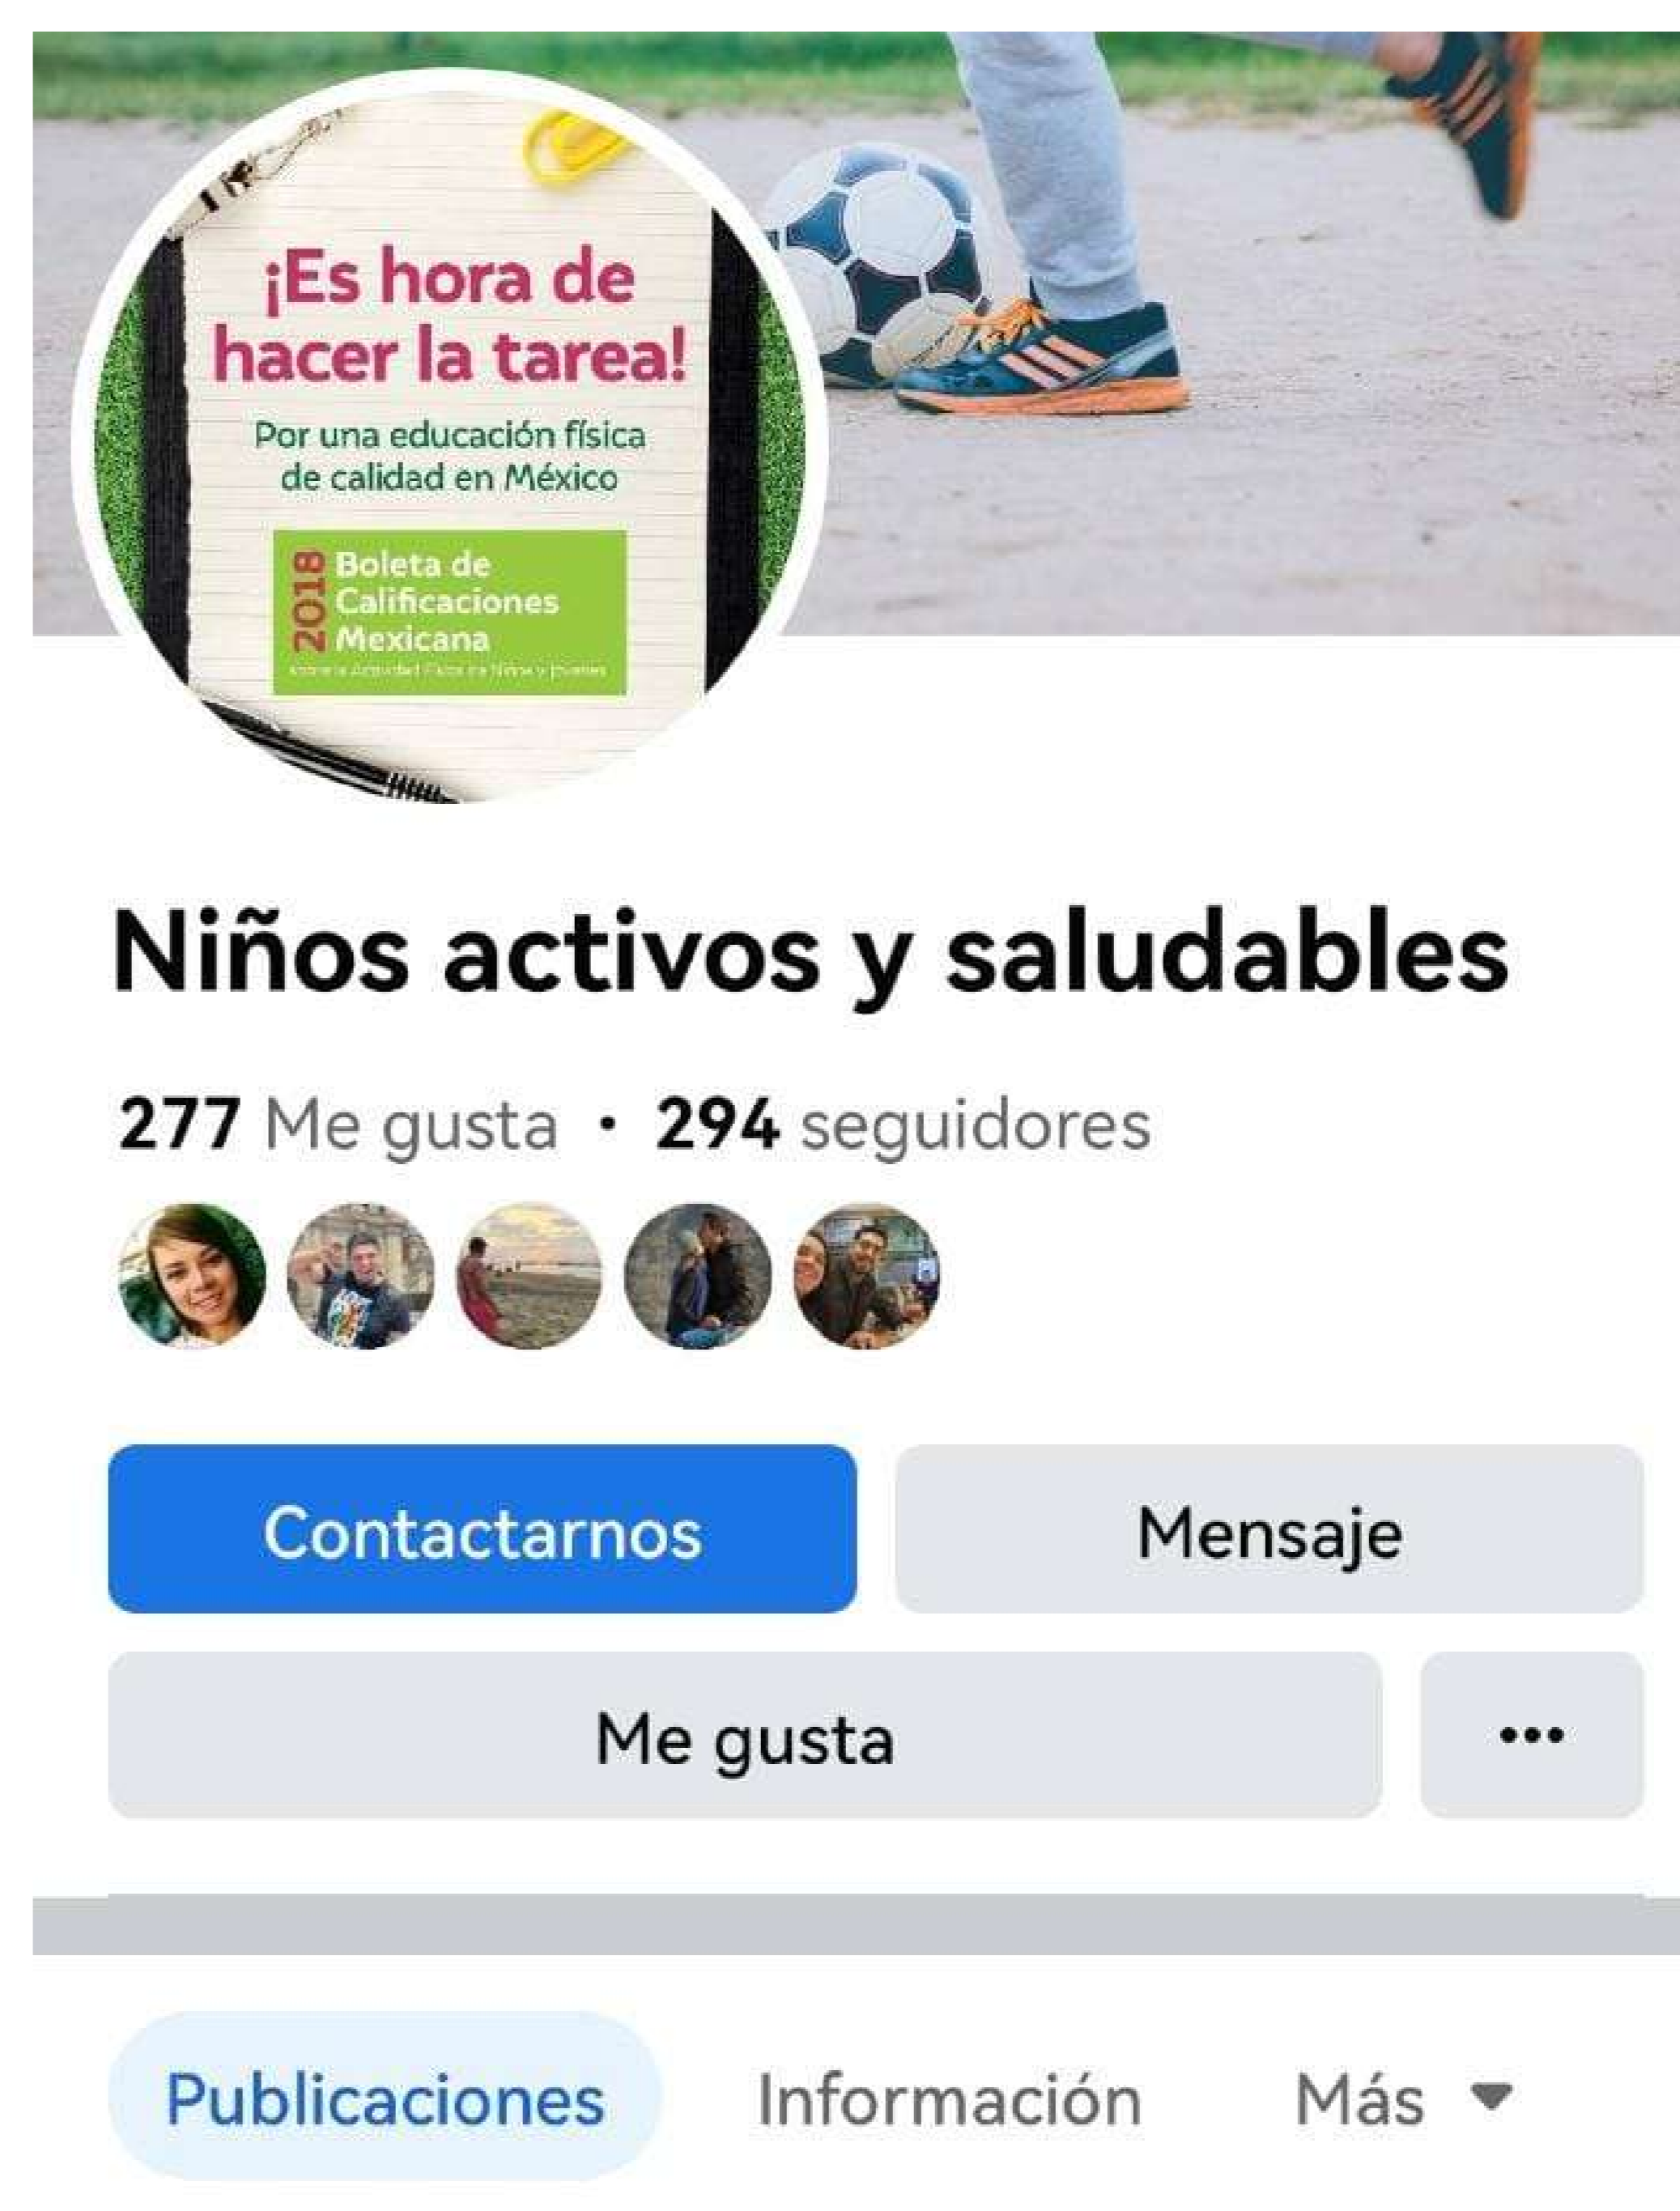 ¡Es hora de
hacer la tarea!
Por una educación física
de calidad en México
2018
Boleta de
Calificaciones
Mexicana
Niños activos y saludables
277 Me gusta · 294 seguidores
Contactarnos
Mensaje
Me gusta
Publicaciones
Información
Más